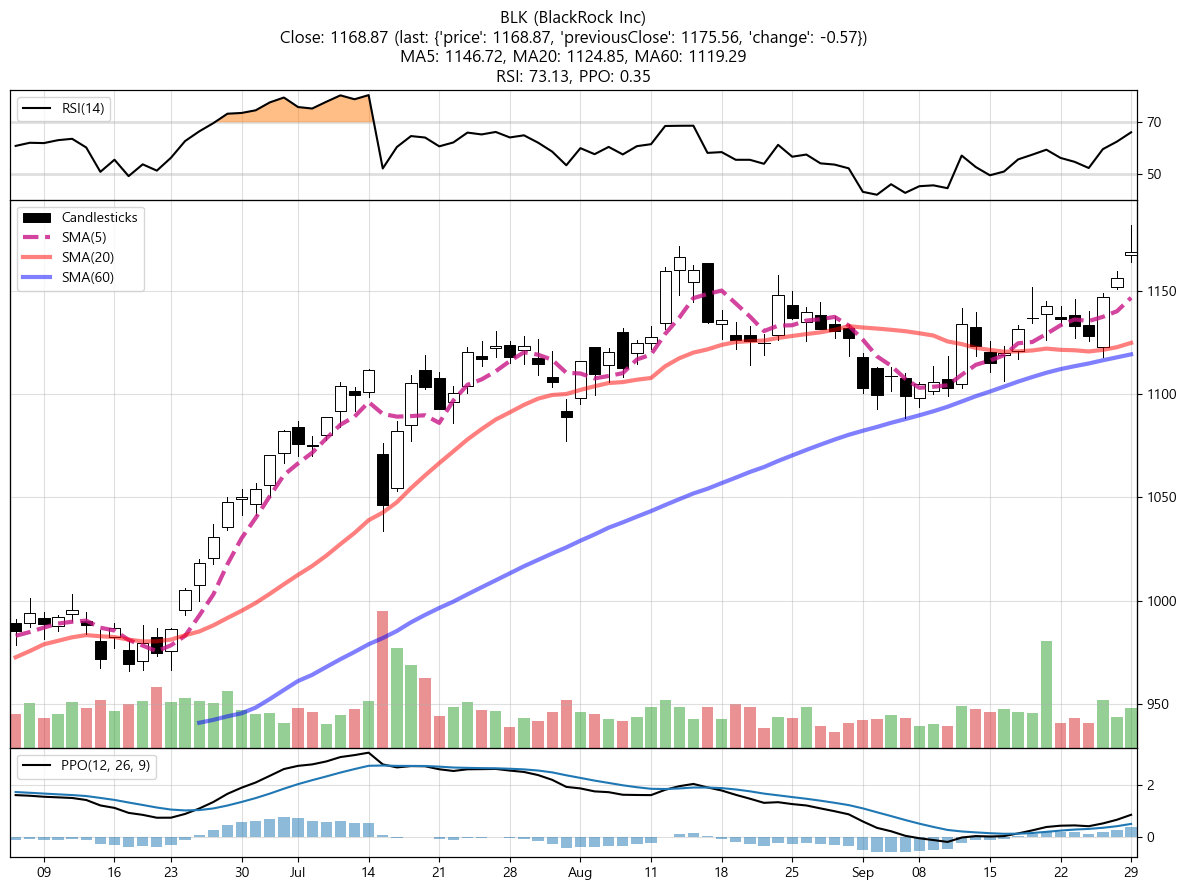 BLK (BlackRock Inc)
Close: 1168.87 (last: {'price': 1168.87, 'previousClose': 1175.56, 'change': -0.57})
MA5: 1146.72, MA20: 1124.85, MA60: 1119.29
RSI: 73.13, PPO: 0.35
RSI(14)
70
50
Candlesticks
SMA(5)
SMA(20)
SMA(60)
1150
1100
1050
1000
950
PPO(12, 26, 9)
2
0
09 16 23 30 Jul 14 21 28 Aug 11 18 25 Sep 08 15 22 29